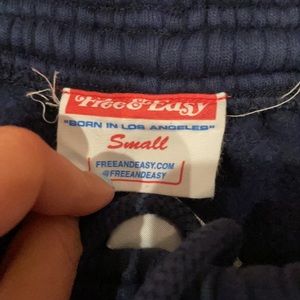 Free & Easy
"BORN IN LOS ANGELES"
Small
FREEANDEASY.COM
@FREEANDEASY